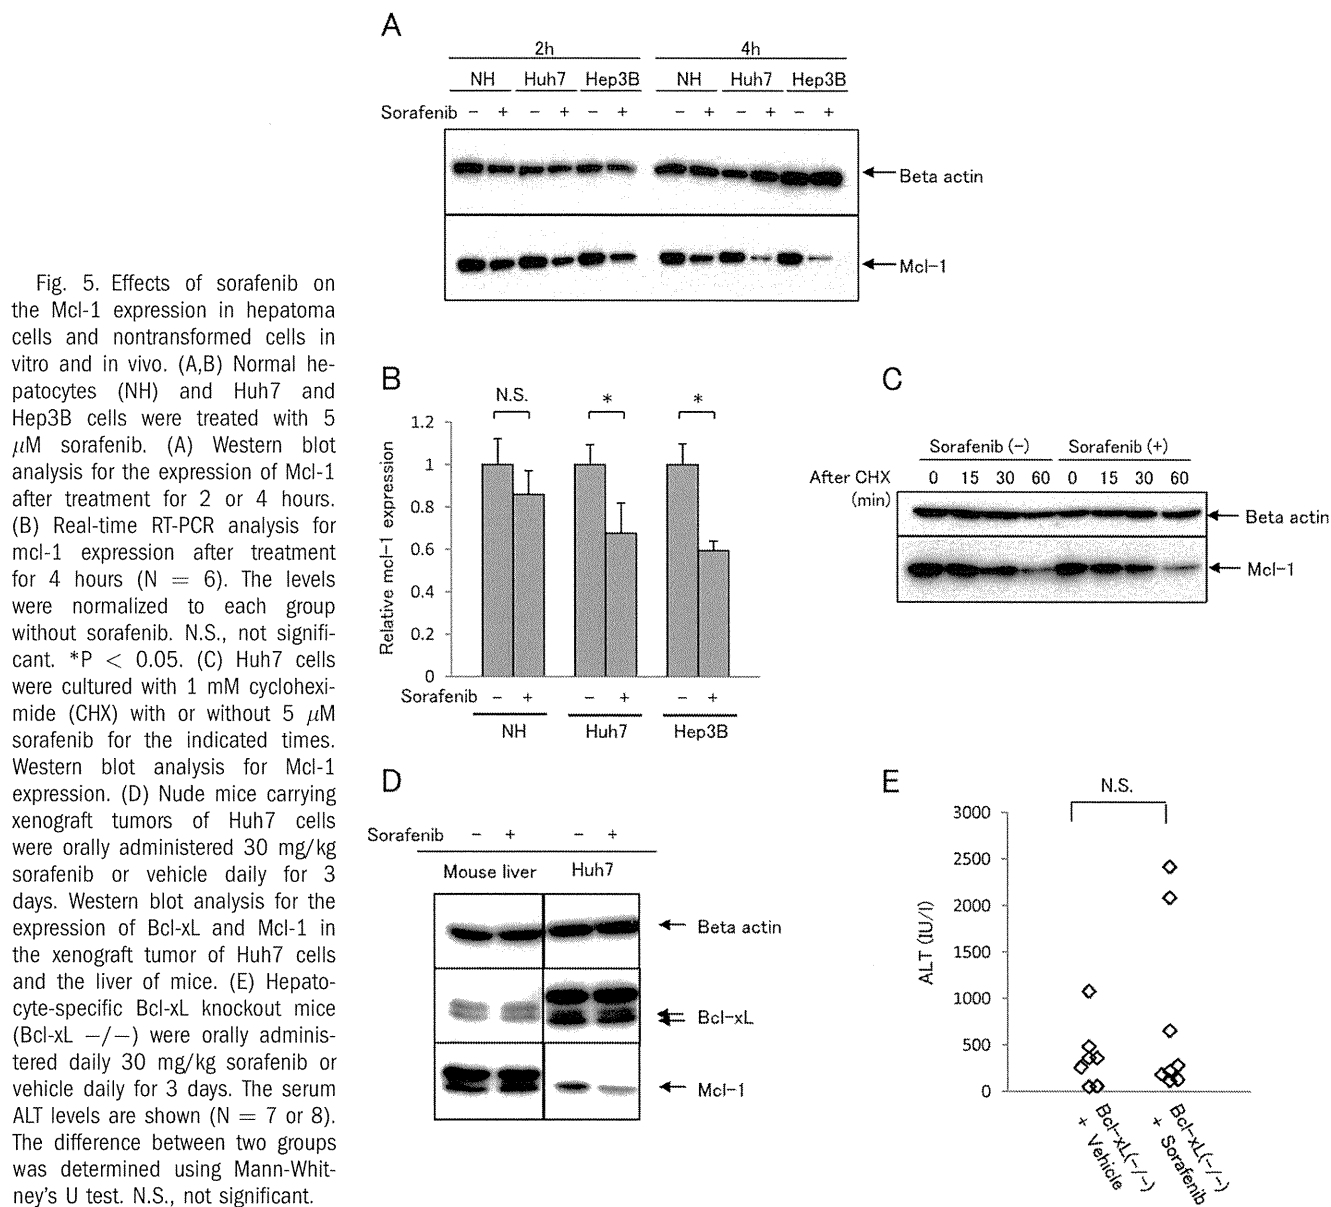 Fig. 5. Effects of sorafenib on
the Mcl-1 expression in hepatoma
cells and nontransformed cells in
vitro and in vivo. (A,B) Normal he-
patocytes (NH) and Huh7 and
Hep3B cells were treated with 5
μM sorafenib. (A) Western blot
analysis for the expression of Mcl-1
after treatment for 2 or 4 hours.
(B) Real-time RT-PCR analysis for
mcl-1 expression after treatment
for 4 hours (N = 6). The levels
were normalized to each group
without sorafenib. N.S., not signifi-
cant. *P < 0.05. (C) Huh7 cells
were cultured with 1 mM cyclohexi-
mide (CHX) with or without 5 μM
sorafenib for the indicated times.
Western blot analysis for Mcl-1
expression. (D) Nude mice carrying
xenograft tumors of Huh7 cells
were orally administered 30 mg/kg
sorafenib or vehicle daily for 3
days. Western blot analysis for the
expression of Bcl-xL and Mcl-1 in
the xenograft tumor of Huh7 cells
and the liver of mice. (E) Hepato-
cyte-specific Bcl-xL knockout mice
(Bcl-xL −/−) were orally adminis-
tered daily 30 mg/kg sorafenib or
vehicle daily for 3 days. The serum
ALT levels are shown (N = 7 or 8).
The difference between two groups
was determined using Mann-Whit-
ney's U test. N.S., not significant.
A
2h 4h
NH Huh7 Hep3B NH Huh7 Hep3B
Sorafenib − + − + − + − + − + − +
Beta actin
Mcl-1
B
N.S. * *
Relative mcl-1 expression
1.2
1
0.8
0.6
0.4
0.2
0
Sorafenib − + − + − +
NH Huh7 Hep3B
C
Sorafenib (-) Sorafenib (+)
After CHX 0 15 30 60 0 15 30 60
(min)
Beta actin
Mcl-1
D
Sorafenib − + − +
Mouse liver Huh7
Beta actin
Bcl-xL
Mcl-1
E
N.S.
ALT (IU/l)
3000
2500
2000
1500
1000
500
0
Bcl-xL(-/-)
+ Vehicle
Bcl-xL(-/-)
+ Sorafenib